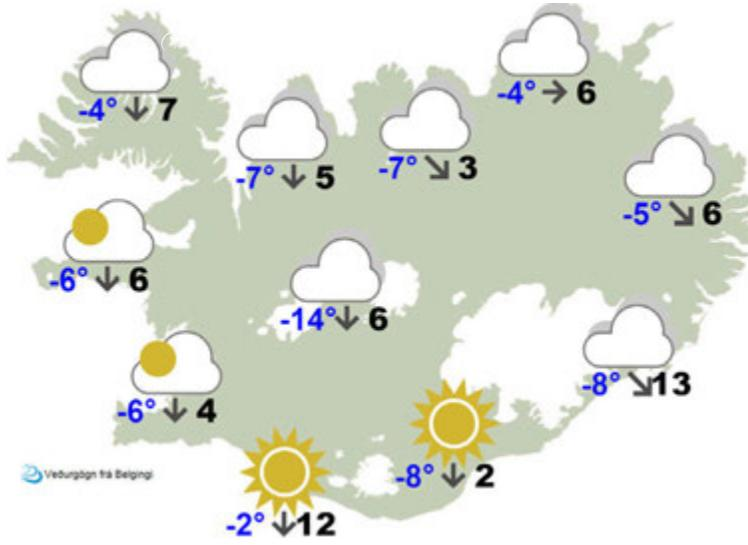 -4° → 6
-4° ↓ 7
-7° ↓ 5
-7° ↘ 3
-5° ↘ 6
-6° ↓ 6
-14° ↓ 6
-8° ↘ 13
-6° ↓ 4
-8° ↓ 2
Veðurgögn frá Belgingi
-2° ↓ 12